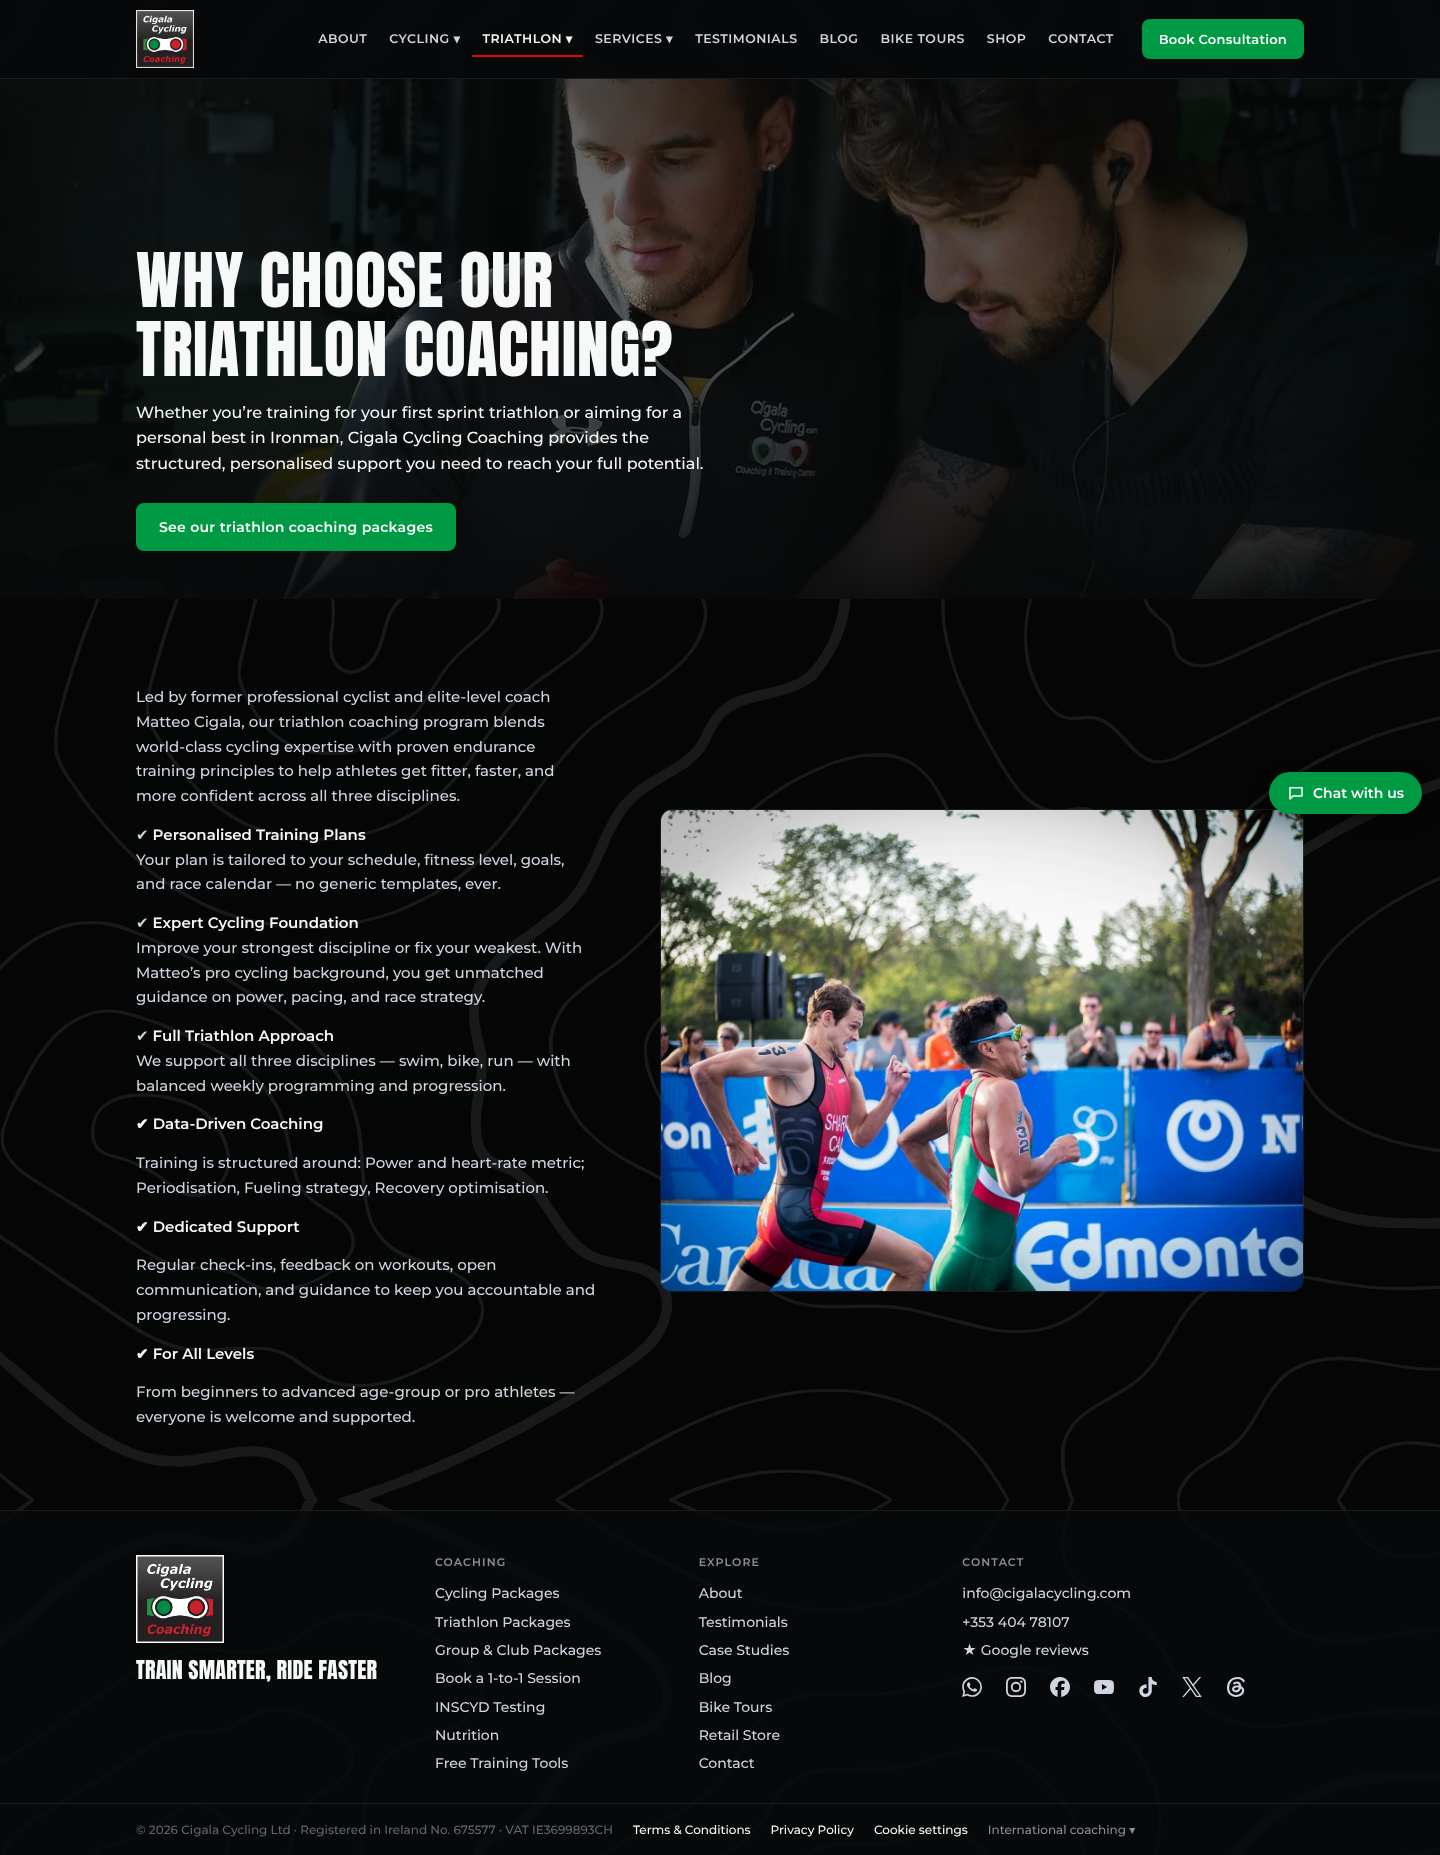 Cigala
Cycling
Coaching
ABOUT
CYCLING ▾
TRIATHLON ▾
SERVICES ▾
TESTIMONIALS
BLOG
BIKE TOURS
SHOP
CONTACT
Book Consultation
WHY CHOOSE OUR
TRIATHLON COACHING?
Whether you’re training for your first sprint triathlon or aiming for a
personal best in Ironman, Cigala Cycling Coaching provides the
structured, personalised support you need to reach your full potential.
Cigala
Cycling.com
Coaching & Training Center
See our triathlon coaching packages
Led by former professional cyclist and elite-level coach
Matteo Cigala, our triathlon coaching program blends
world-class cycling expertise with proven endurance
training principles to help athletes get fitter, faster, and
more confident across all three disciplines.
✔ Personalised Training Plans
Your plan is tailored to your schedule, fitness level, goals,
and race calendar — no generic templates, ever.
✔ Expert Cycling Foundation
Improve your strongest discipline or fix your weakest. With
Matteo’s pro cycling background, you get unmatched
guidance on power, pacing, and race strategy.
✔ Full Triathlon Approach
We support all three disciplines — swim, bike, run — with
balanced weekly programming and progression.
✔ Data-Driven Coaching
Training is structured around: Power and heart-rate metric;
Periodisation, Fueling strategy, Recovery optimisation.
✔ Dedicated Support
Regular check-ins, feedback on workouts, open
communication, and guidance to keep you accountable and
progressing.
✔ For All Levels
From beginners to advanced age-group or pro athletes —
everyone is welcome and supported.
Chat with us
SHAR
CA
32
on
N
Canada
Edmonto
Cigala
Cycling
Coaching
TRAIN SMARTER, RIDE FASTER
COACHING
Cycling Packages
Triathlon Packages
Group & Club Packages
Book a 1-to-1 Session
INSCYD Testing
Nutrition
Free Training Tools
EXPLORE
About
Testimonials
Case Studies
Blog
Bike Tours
Retail Store
Contact
CONTACT
info@cigalacycling.com
+353 404 78107
★ Google reviews
© 2026 Cigala Cycling Ltd · Registered in Ireland No. 675577 · VAT IE3699893CH
Terms & Conditions
Privacy Policy
Cookie settings
International coaching ▾